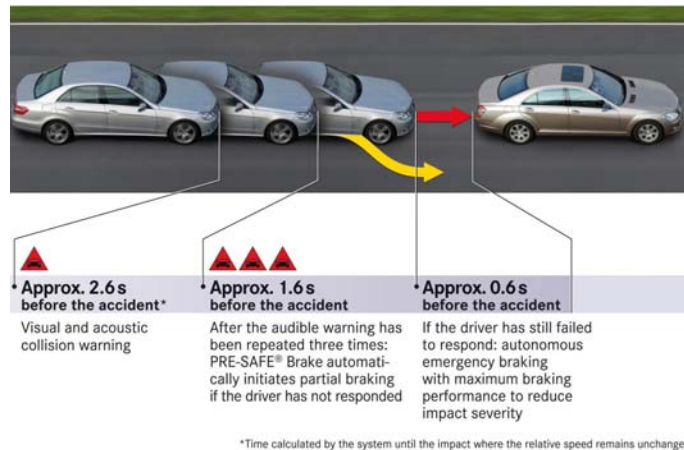 Approx. 2.6 s
before the accident*
Visual and acoustic
collision warning
Approx. 1.6 s
before the accident
After the audible warning has
been repeated three times:
PRE-SAFE® Brake automati-
cally initiates partial braking
if the driver has not responded
Approx. 0.6 s
before the accident
If the driver has still failed
to respond: autonomous
emergency braking
with maximum braking
performance to reduce
impact severity
*Time calculated by the system until the impact where the relative speed remains unchange